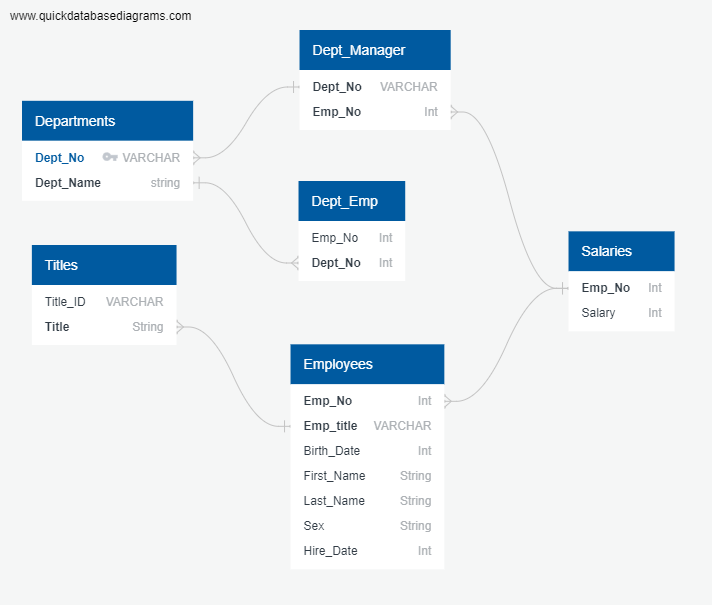 www.quickdatabasediagrams.com
Dept_Manager
Dept_No VARCHAR
Emp_No Int
Departments
Dept_No VARCHAR
Dept_Name string
Dept_Emp
Emp_No Int
Dept_No Int
Salaries
Emp_No Int
Salary Int
Titles
Title_ID VARCHAR
Title String
Employees
Emp_No Int
Emp_title VARCHAR
Birth_Date Int
First_Name String
Last_Name String
Sex String
Hire_Date Int